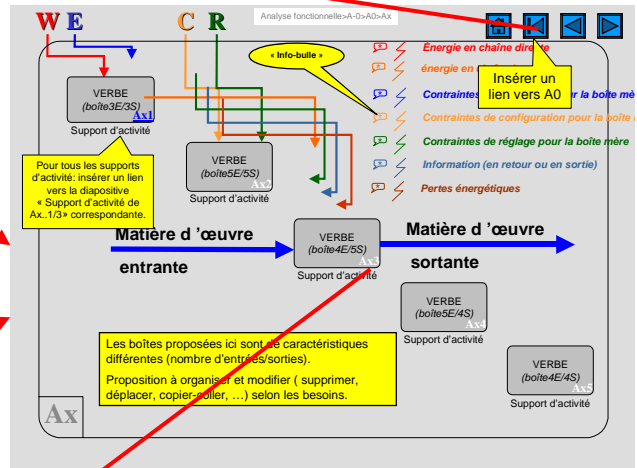 Analyse fonctionnelle>A-0>A0>Ax
W E C R
« Info-bulle »
Énergie en chaîne directe
énergie en
Insérer un
lien vers A0
Contraintes ur la boîte mè
Contraintes de configuration pour la boîte
Contraintes de réglage pour la boîte mère
Information (en retour ou en sortie)
Pertes énergétiques
VERBE
(boîte3E/3S)
Ax1
Support d'activité
Pour tous les supports
d'activité: insérer un lien
vers la diapositive
« Support d'activité de
Ax..1/3» correspondante.
VERBE
(boîte5E/5S)
Ax2
Support d'activité
Matière d 'œuvre
entrante
VERBE
(boîte4E/5S)
Ax3
Support d'activité
Matière d 'œuvre
sortante
VERBE
(boîte5E/4S)
Ax4
Support d'activité
Les boîtes proposées ici sont de caractéristiques
différentes (nombre d'entrées/sorties).
Proposition à organiser et modifier ( supprimer,
déplacer, copier-coller, ...) selon les besoins.
VERBE
(boîte4E/4S)
Ax5
Support d'activité
Ax